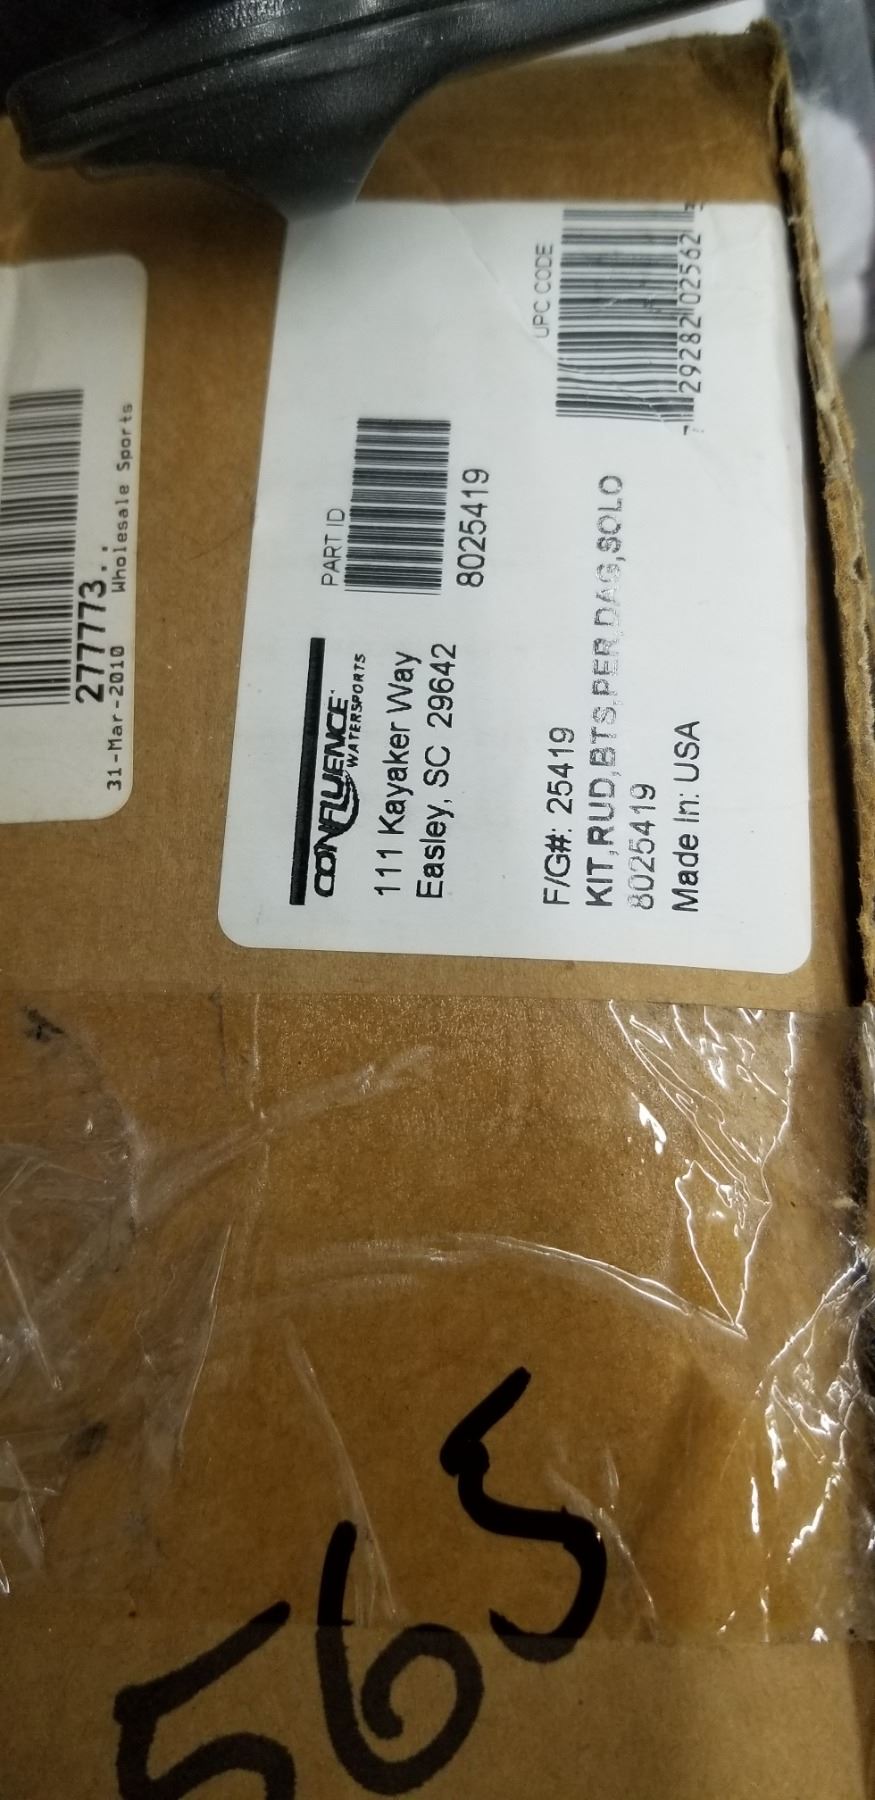 277773..
31-Mar-2010 Wholesale Sports
CONFLUENCE
WATERSPORTS
111 Kayaker Way
Easley, SC 29642
PART ID
8025419
F/G#: 25419
KIT,RUD,BTS,PER,DAG,SOLO
8025419
Made In: USA
UPC CODE
7 29282 02562
565